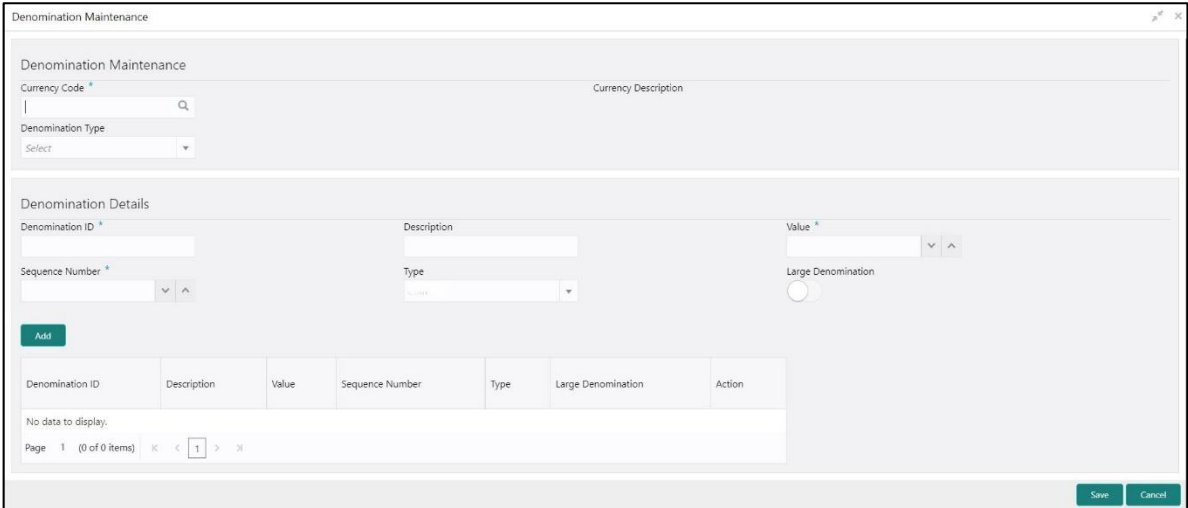 Denomination Maintenance
Denomination Maintenance
Currency Code *
Currency Description
Denomination Type
Select
Denomination Details
Denomination ID * Description Value *
Sequence Number * Type Large Denomination
Add
Denomination ID Description Value Sequence Number Type Large Denomination Action
No data to display.
Page 1 (0 of 0 items) 1
Save Cancel